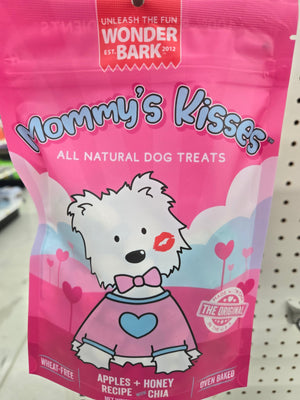 UNLEASH THE FUN
WONDER
EST. BARK 2012
Mommy's Kisses™
ALL NATURAL DOG TREATS
THE ORIGINAL
WHEAT-FREE
APPLES + HONEY
RECIPE with CHIA
OVEN BAKED